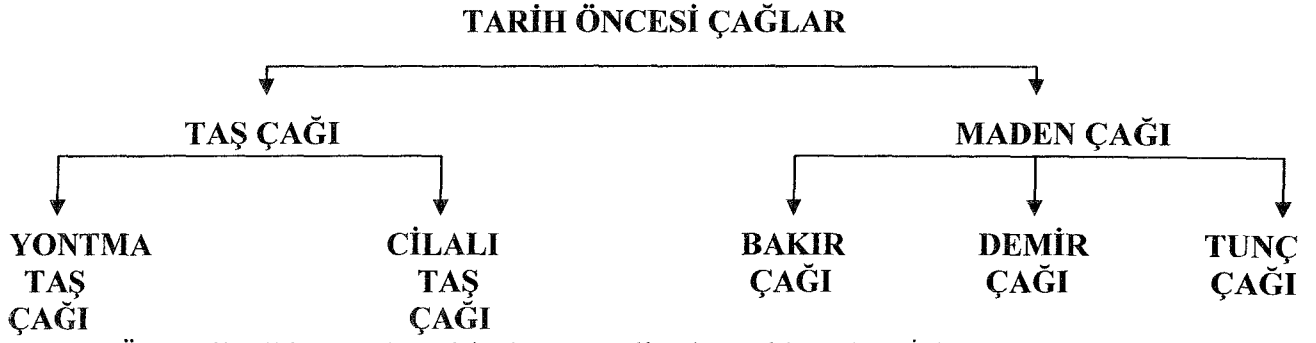 TARİH ÖNCESİ ÇAĞLAR
TAŞ ÇAĞI
MADEN ÇAĞI
YONTMA TAŞ ÇAĞI
CİLALI TAŞ ÇAĞI
BAKIR ÇAĞI
DEMİR ÇAĞI
TUNÇ ÇAĞI